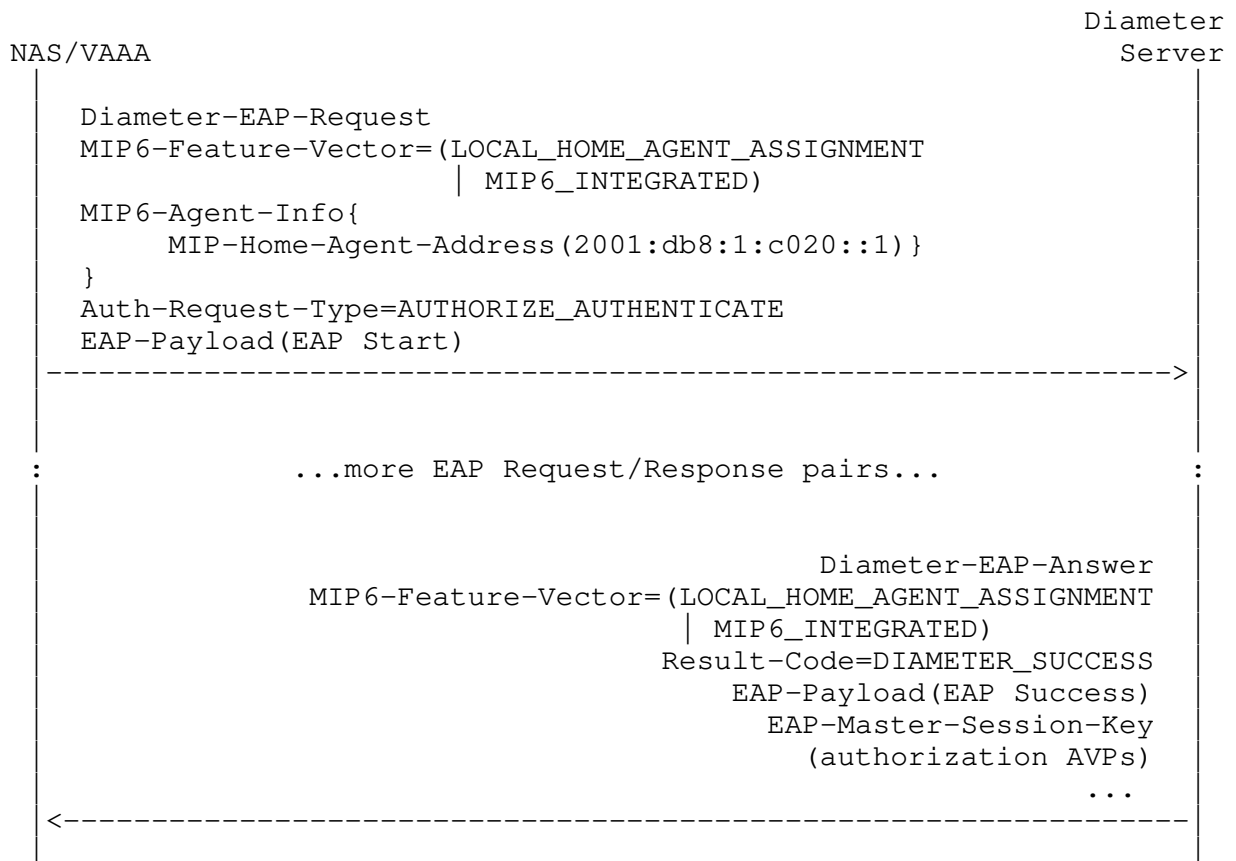 Diameter
NAS/VAAA Server
Diameter-EAP-Request
MIP6-Feature-Vector=(LOCAL_HOME_AGENT_ASSIGNMENT
| MIP6_INTEGRATED)
MIP6-Agent-Info{
MIP-Home-Agent-Address(2001:db8:1:c020::1)}
}
Auth-Request-Type=AUTHORIZE_AUTHENTICATE
EAP-Payload(EAP Start)
...more EAP Request/Response pairs...
Diameter-EAP-Answer
MIP6-Feature-Vector=(LOCAL_HOME_AGENT_ASSIGNMENT
| MIP6_INTEGRATED)
Result-Code=DIAMETER_SUCCESS
EAP-Payload(EAP Success)
EAP-Master-Session-Key
(authorization AVPs)
...